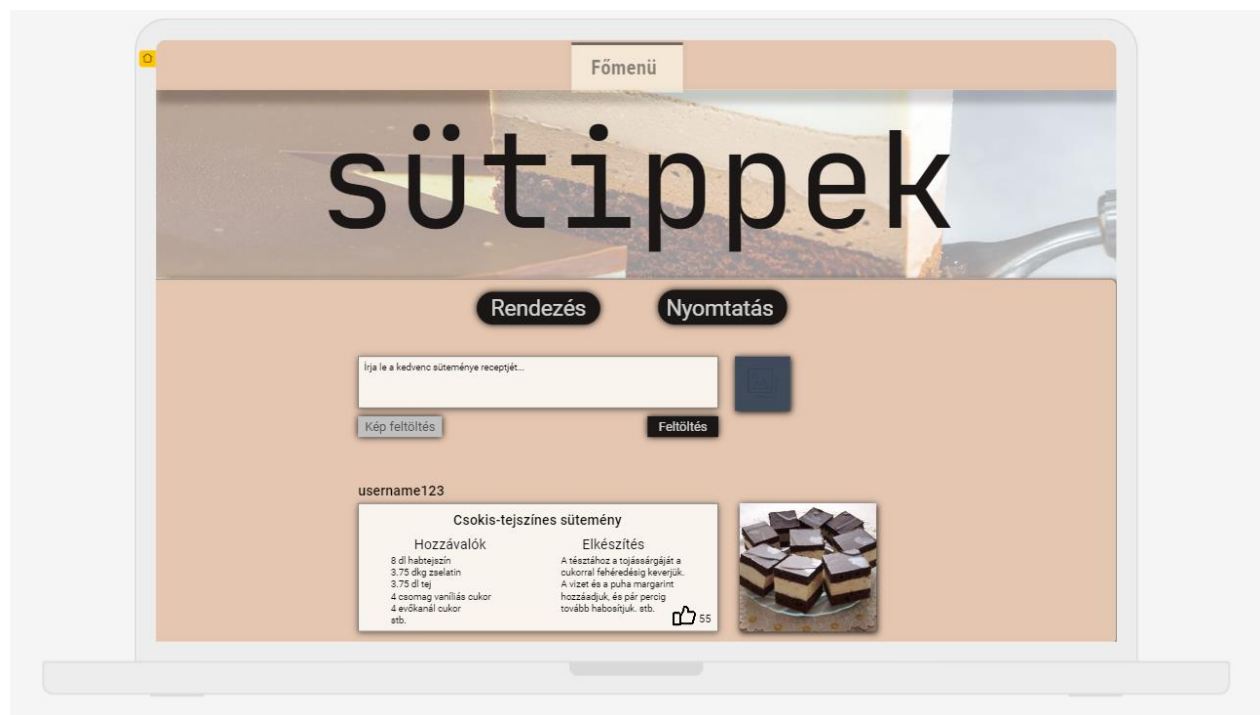 Főmenü
sütippek
Rendezés
Nyomtatás
Írja le a kedvenc süteménye receptjét...
Kép feltöltés
Feltöltés
username123
Csokis-tejszínes sütemény
Hozzávalók
8 dl habtejszín
3.75 dkg zselatin
3.75 dl tej
4 csomag vaníliás cukor
4 evőkanál cukor
stb.
Elkészítés
A tésztához a tojássárgáját a
cukorral fehéredésig keverjük.
A vizet és a puha margarint
hozzáadjuk, és pár percig
tovább habosítjuk. stb.
55